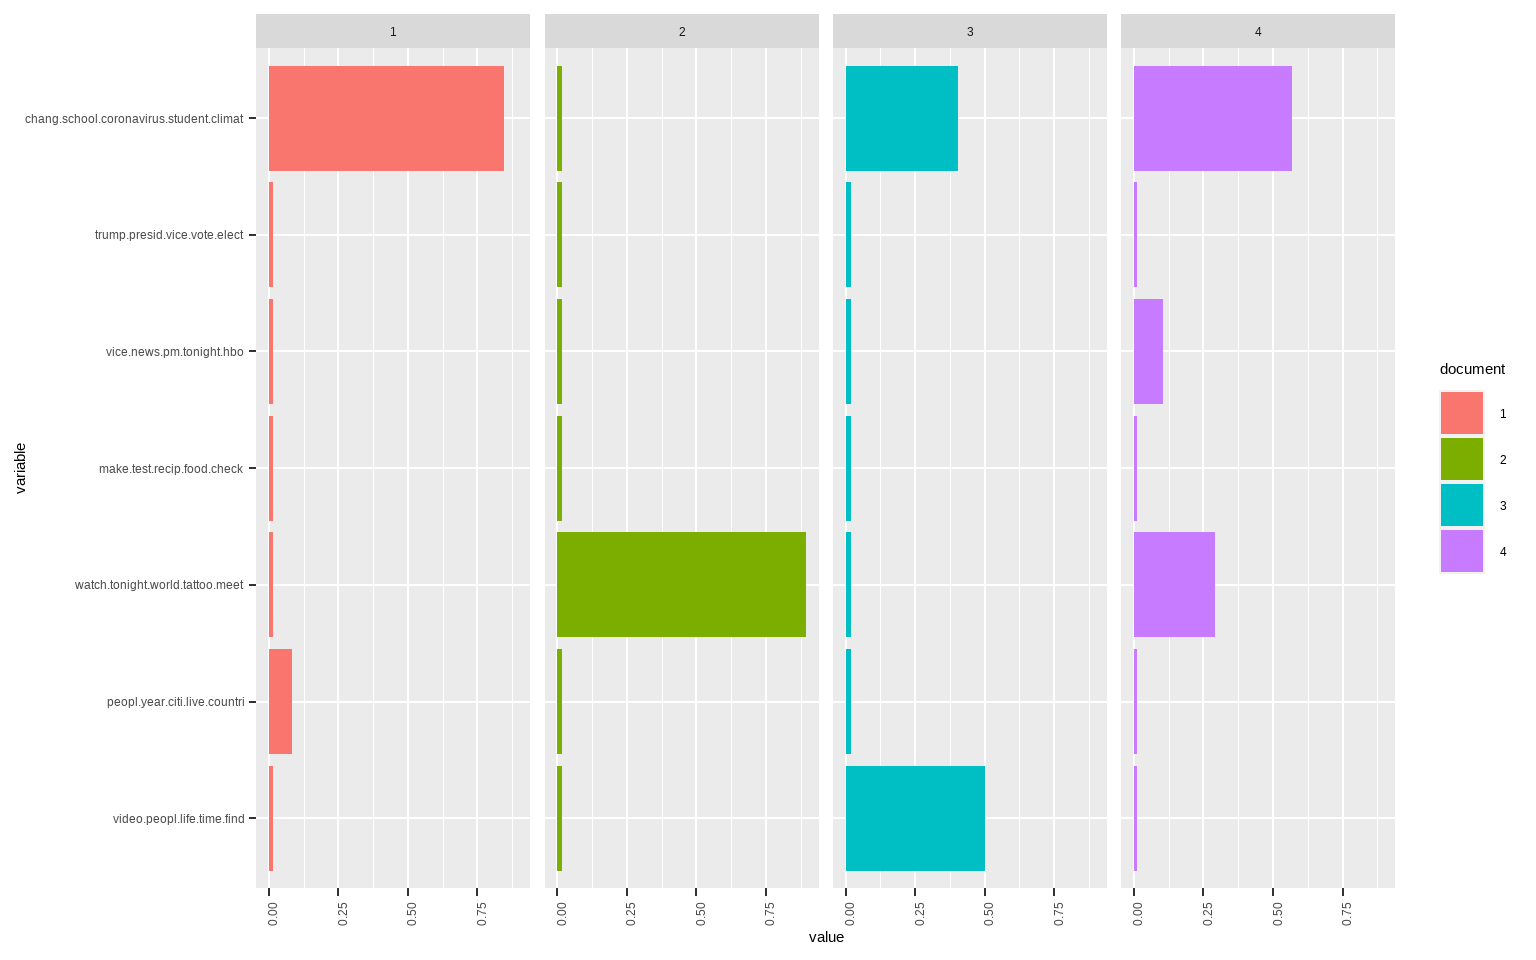 1
2
3
4
chang.school.coronavirus.student.climat
trump.presid.vice.vote.elect
vice.news.pm.tonight.hbo
make.test.recip.food.check
watch.tonight.world.tattoo.meet
peopl.year.citi.live.countri
video.peopl.life.time.find
variable
0.00 0.25 0.50 0.75
0.00 0.25 0.50 0.75
0.00 0.25 0.50 0.75
0.00 0.25 0.50 0.75
value
document
1
2
3
4